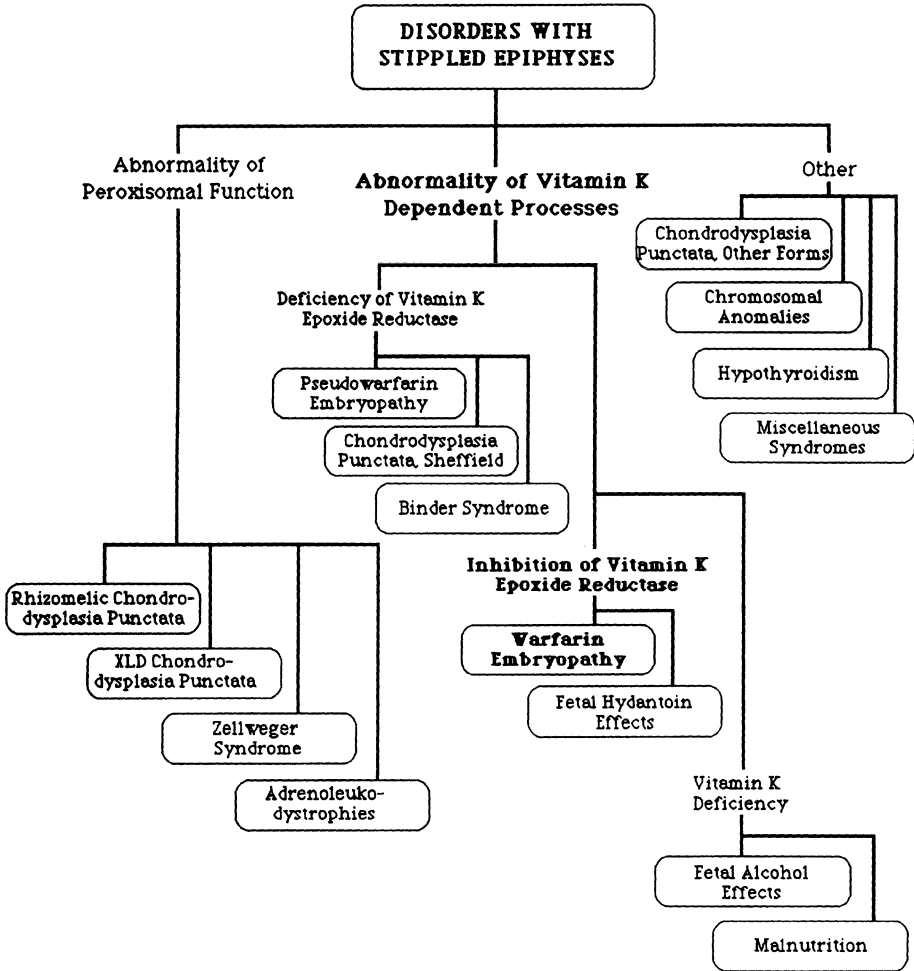 DISORDERS WITH
STIPPLED EPIPHYSES
Abnormality of
Peroxisomal Function
Abnormality of Vitamin K
Dependent Processes
Other
Chondrodysplasia
Punctata, Other Forms
Chromosomal
Anomalies
Hypothyroidism
Miscellaneous
Syndromes
Deficiency of Vitamin K
Epoxide Reductase
Pseudowarfarin
Embryopathy
Chondrodysplasia
Punctata, Sheffield
Binder Syndrome
Inhibition of Vitamin K
Epoxide Reductase
Warfarin
Embryopathy
Fetal Hydantoin
Effects
Rhizomelic Chondro-
dysplasia Punctata
XLD Chondro-
dysplasia Punctata
Zellweger
Syndrome
Adrenoleuko-
dystrophies
Vitamin K
Deficiency
Fetal Alcohol
Effects
Malnutrition